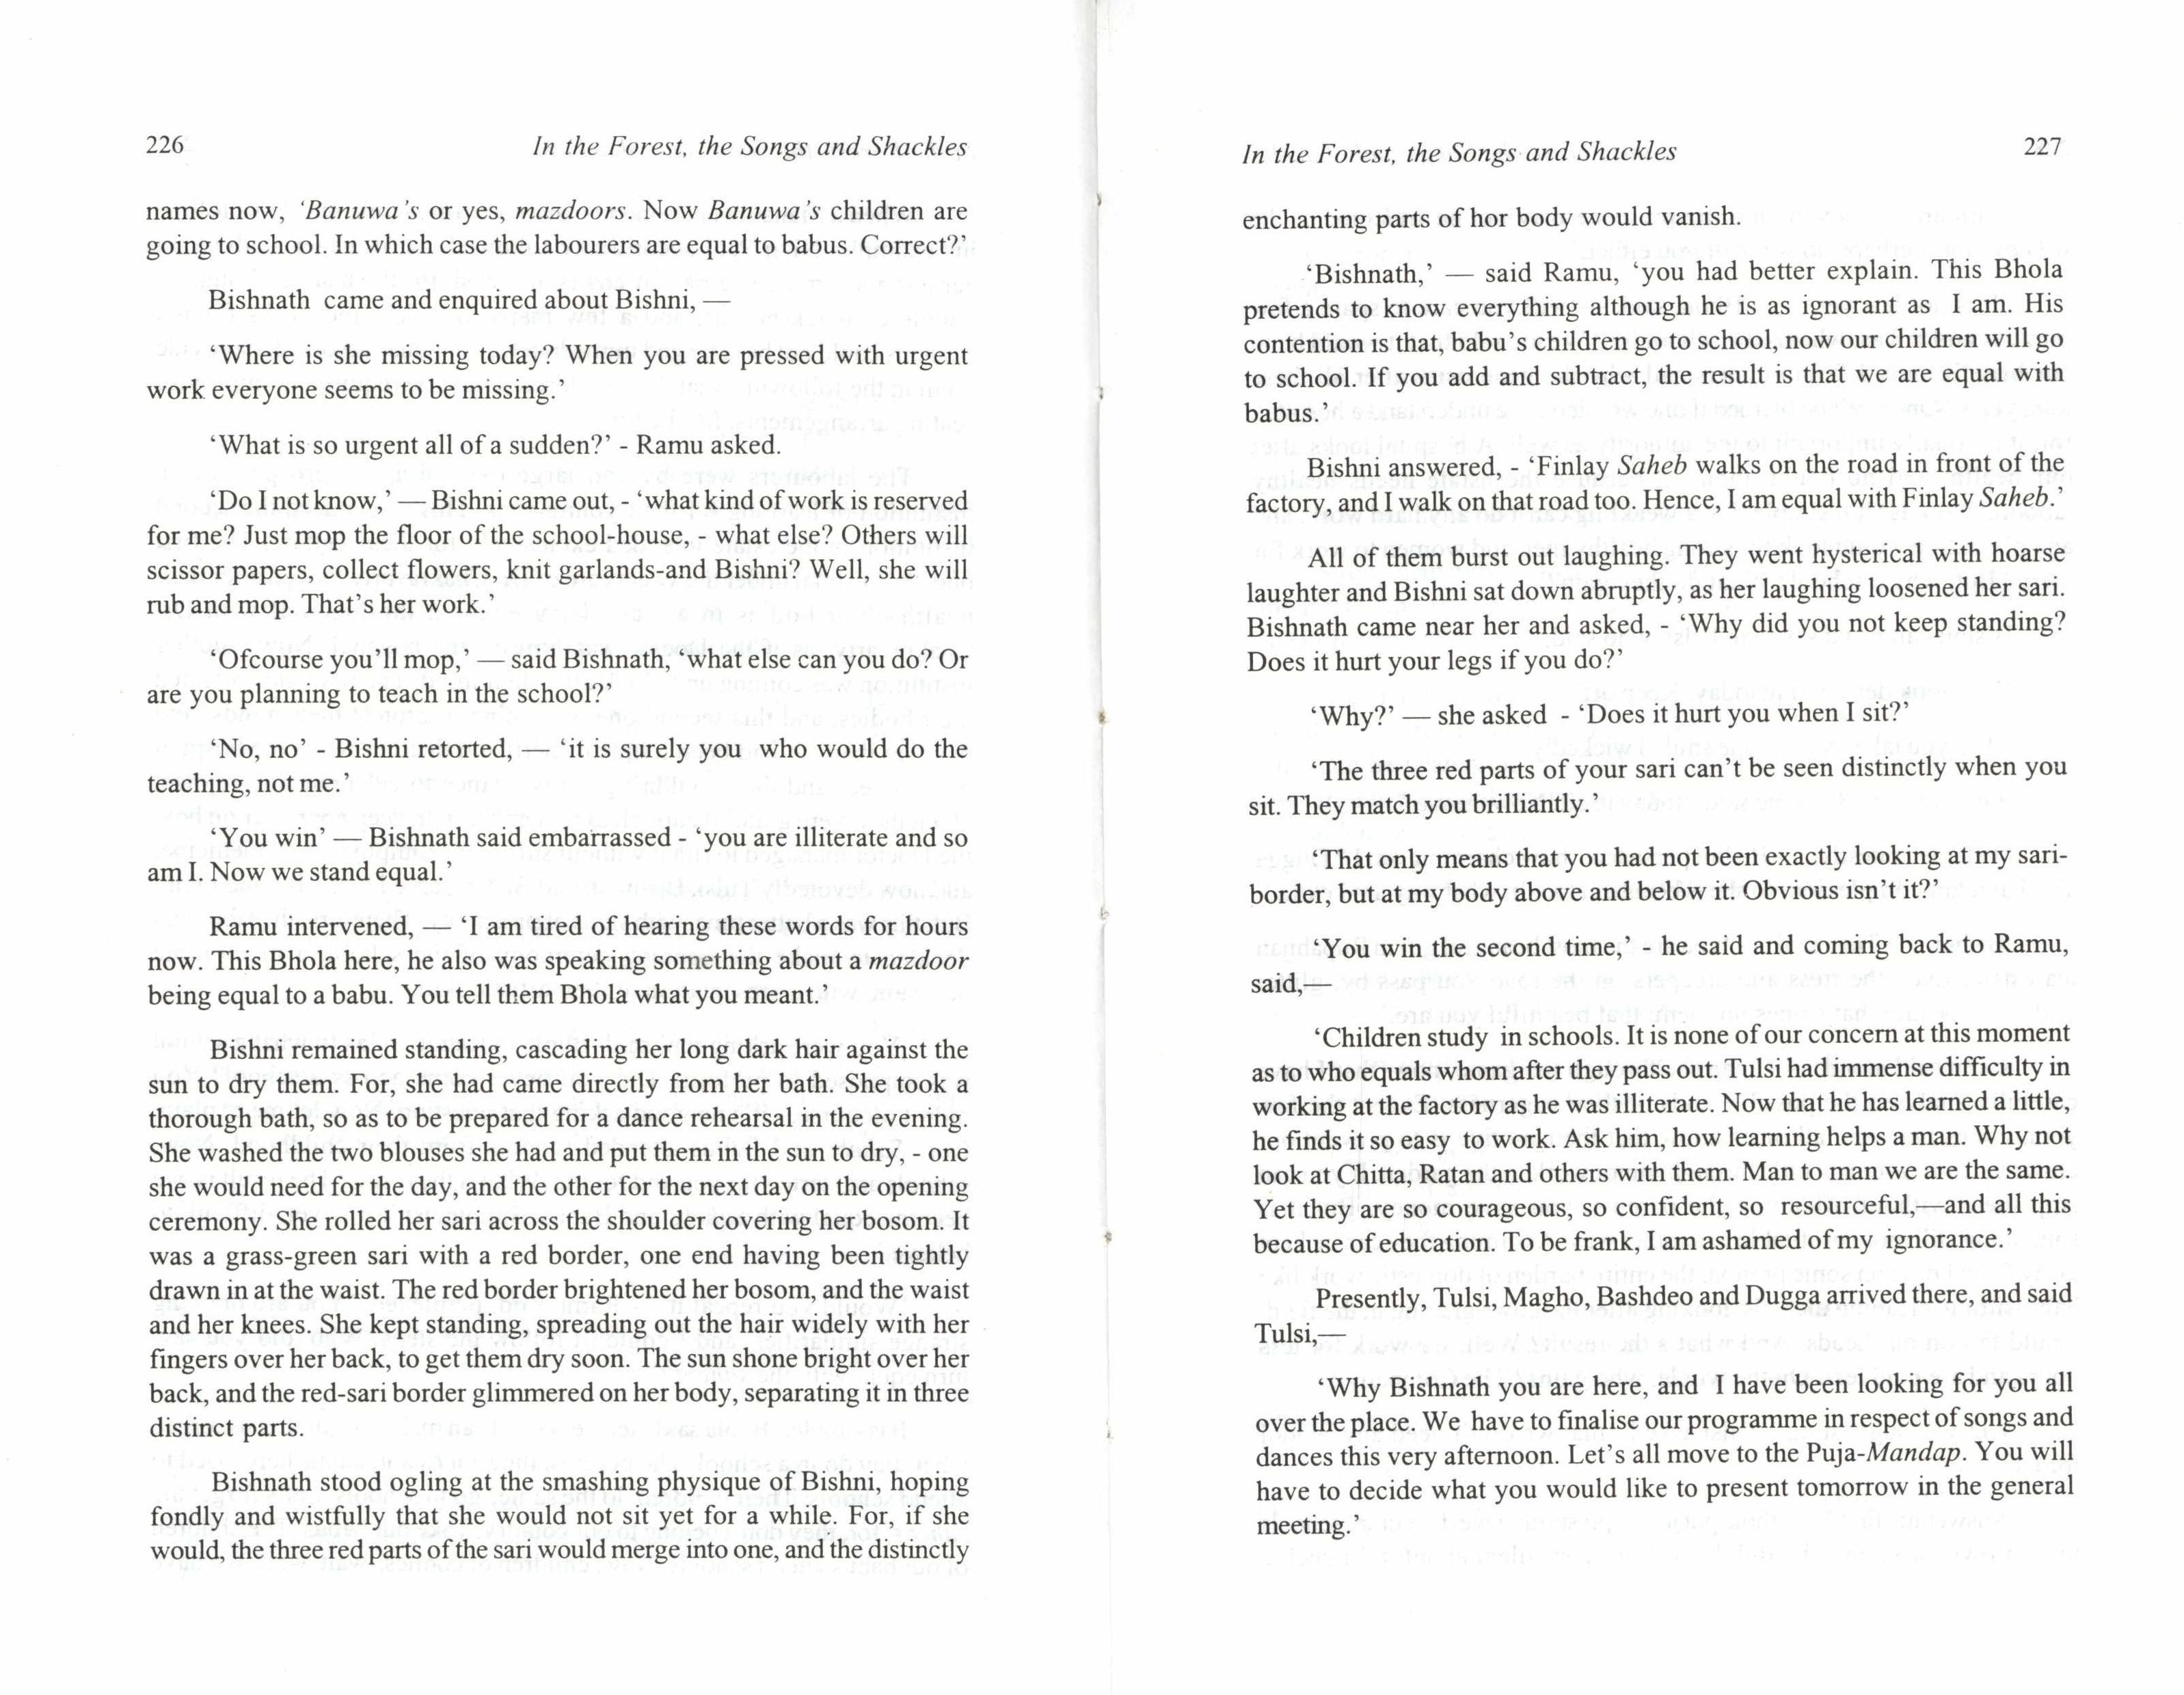 226 In the Forest, the Songs and Shackles
names now, ‘Banuwa’s or yes, mazdoors. Now Banuwa’s children are
going to school. In which case the labourers are equal to babus. Correct?’
Bishnath came and enquired about Bishni, —
‘Where is she missing today? When you are pressed with urgent
work everyone seems to be missing.’
‘What is so urgent all of a sudden?’ - Ramu asked.
‘Do I not know,’ — Bishni came out, - ‘what kind of work is reserved
for me? Just mop the floor of the school-house, - what else? Others will
scissor papers, collect flowers, knit garlands-and Bishni? Well, she will
rub and mop. That’s her work.’
‘Ofcourse you’ll mop,’ — said Bishnath, ‘what else can you do? Or
are you planning to teach in the school?’
‘No, no’ - Bishni retorted, — ‘it is surely you who would do the
teaching, not me.’
‘You win’ — Bishnath said embarrassed - ‘you are illiterate and so
am I. Now we stand equal.’
Ramu intervened, — ‘I am tired of hearing these words for hours
now. This Bhola here, he also was speaking something about a mazdoor
being equal to a babu. You tell them Bhola what you meant.’
Bishni remained standing, cascading her long dark hair against the
sun to dry them. For, she had came directly from her bath. She took a
thorough bath, so as to be prepared for a dance rehearsal in the evening.
She washed the two blouses she had and put them in the sun to dry, - one
she would need for the day, and the other for the next day on the opening
ceremony. She rolled her sari across the shoulder covering her bosom. It
was a grass-green sari with a red border, one end having been tightly
drawn in at the waist. The red border brightened her bosom, and the waist
and her knees. She kept standing, spreading out the hair widely with her
fingers over her back, to get them dry soon. The sun shone bright over her
back, and the red-sari border glimmered on her body, separating it in three
distinct parts.
Bishnath stood ogling at the smashing physique of Bishni, hoping
fondly and wistfully that she would not sit yet for a while. For, if she
would, the three red parts of the sari would merge into one, and the distinctly
In the Forest, the Songs and Shackles 227
enchanting parts of hor body would vanish.
‘Bishnath,’ — said Ramu, ‘you had better explain. This Bhola
pretends to know everything although he is as ignorant as I am. His
contention is that, babu’s children go to school, now our children will go
to school. If you add and subtract, the result is that we are equal with
babus.’
Bishni answered, - ‘Finlay Saheb walks on the road in front of the
factory, and I walk on that road too. Hence, I am equal with Finlay Saheb.’
All of them burst out laughing. They went hysterical with hoarse
laughter and Bishni sat down abruptly, as her laughing loosened her sari.
Bishnath came near her and asked, - ‘Why did you not keep standing?
Does it hurt your legs if you do?’
‘Why?’ — she asked - ‘Does it hurt you when I sit?’
‘The three red parts of your sari can’t be seen distinctly when you
sit. They match you brilliantly.’
‘That only means that you had not been exactly looking at my sari-
border, but at my body above and below it. Obvious isn’t it?’
‘You win the second time,’ - he said and coming back to Ramu,
said,—
‘Children study in schools. It is none of our concern at this moment
as to who equals whom after they pass out. Tulsi had immense difficulty in
working at the factory as he was illiterate. Now that he has learned a little,
he finds it so easy to work. Ask him, how learning helps a man. Why not
look at Chitta, Ratan and others with them. Man to man we are the same.
Yet they are so courageous, so confident, so resourceful,—and all this
because of education. To be frank, I am ashamed of my ignorance.’
Presently, Tulsi, Magho, Bashdeo and Dugga arrived there, and said
Tulsi,—
‘Why Bishnath you are here, and I have been looking for you all
over the place. We have to finalise our programme in respect of songs and
dances this very afternoon. Let’s all move to the Puja-Mandap. You will
have to decide what you would like to present tomorrow in the general
meeting.’